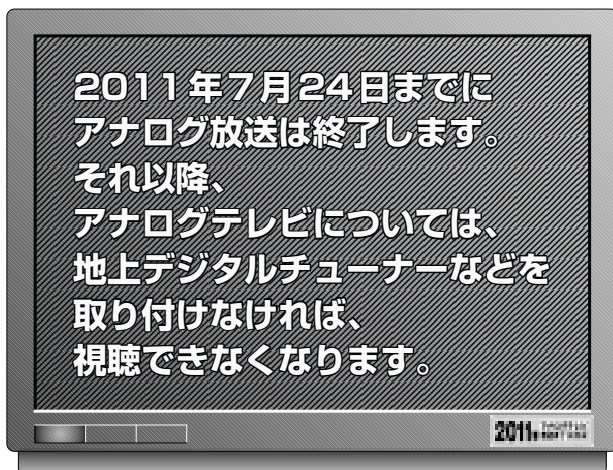 2011年7月24日までに
アナログ放送は終了します。
それ以降、
アナログテレビについては、
地上デジタルチューナーなどを
取り付けなければ、
視聴できなくなります。
2011